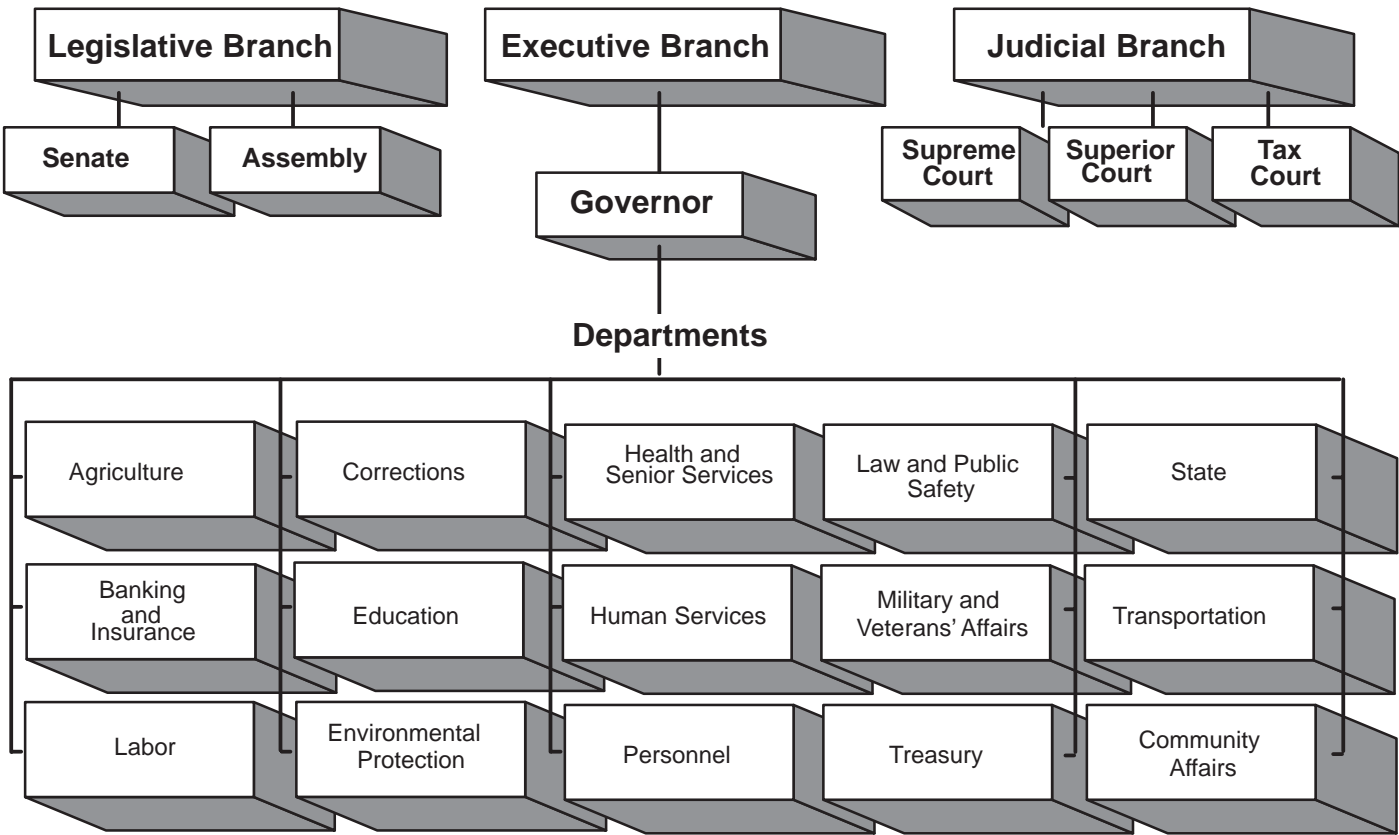 Legislative Branch
Executive Branch
Judicial Branch
Senate
Assembly
Supreme
Court
Superior
Court
Tax
Court
Governor
Departments
Agriculture
Corrections
Health and
Senior Services
Law and Public
Safety
State
Banking
and
Insurance
Education
Human Services
Military and
Veterans’ Affairs
Transportation
Labor
Environmental
Protection
Personnel
Treasury
Community
Affairs